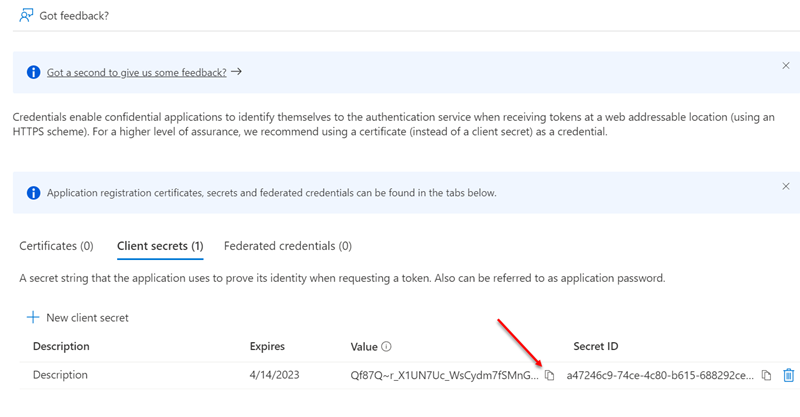 Got feedback?
Got a second to give us some feedback?
Credentials enable confidential applications to identify themselves to the authentication service when receiving tokens at a web addressable location (using an
HTTPS scheme). For a higher level of assurance, we recommend using a certificate (instead of a client secret) as a credential.
Application registration certificates, secrets and federated credentials can be found in the tabs below.
Certificates (0) Client secrets (1) Federated credentials (0)
A secret string that the application uses to prove its identity when requesting a token. Also can be referred to as application password.
New client secret
Description Expires Value Secret ID
Description 4/14/2023 Qf87Q~r_X1UN7Uc_WsCydm7fSMnG... a47246c9-74ce-4c80-b615-688292ce...